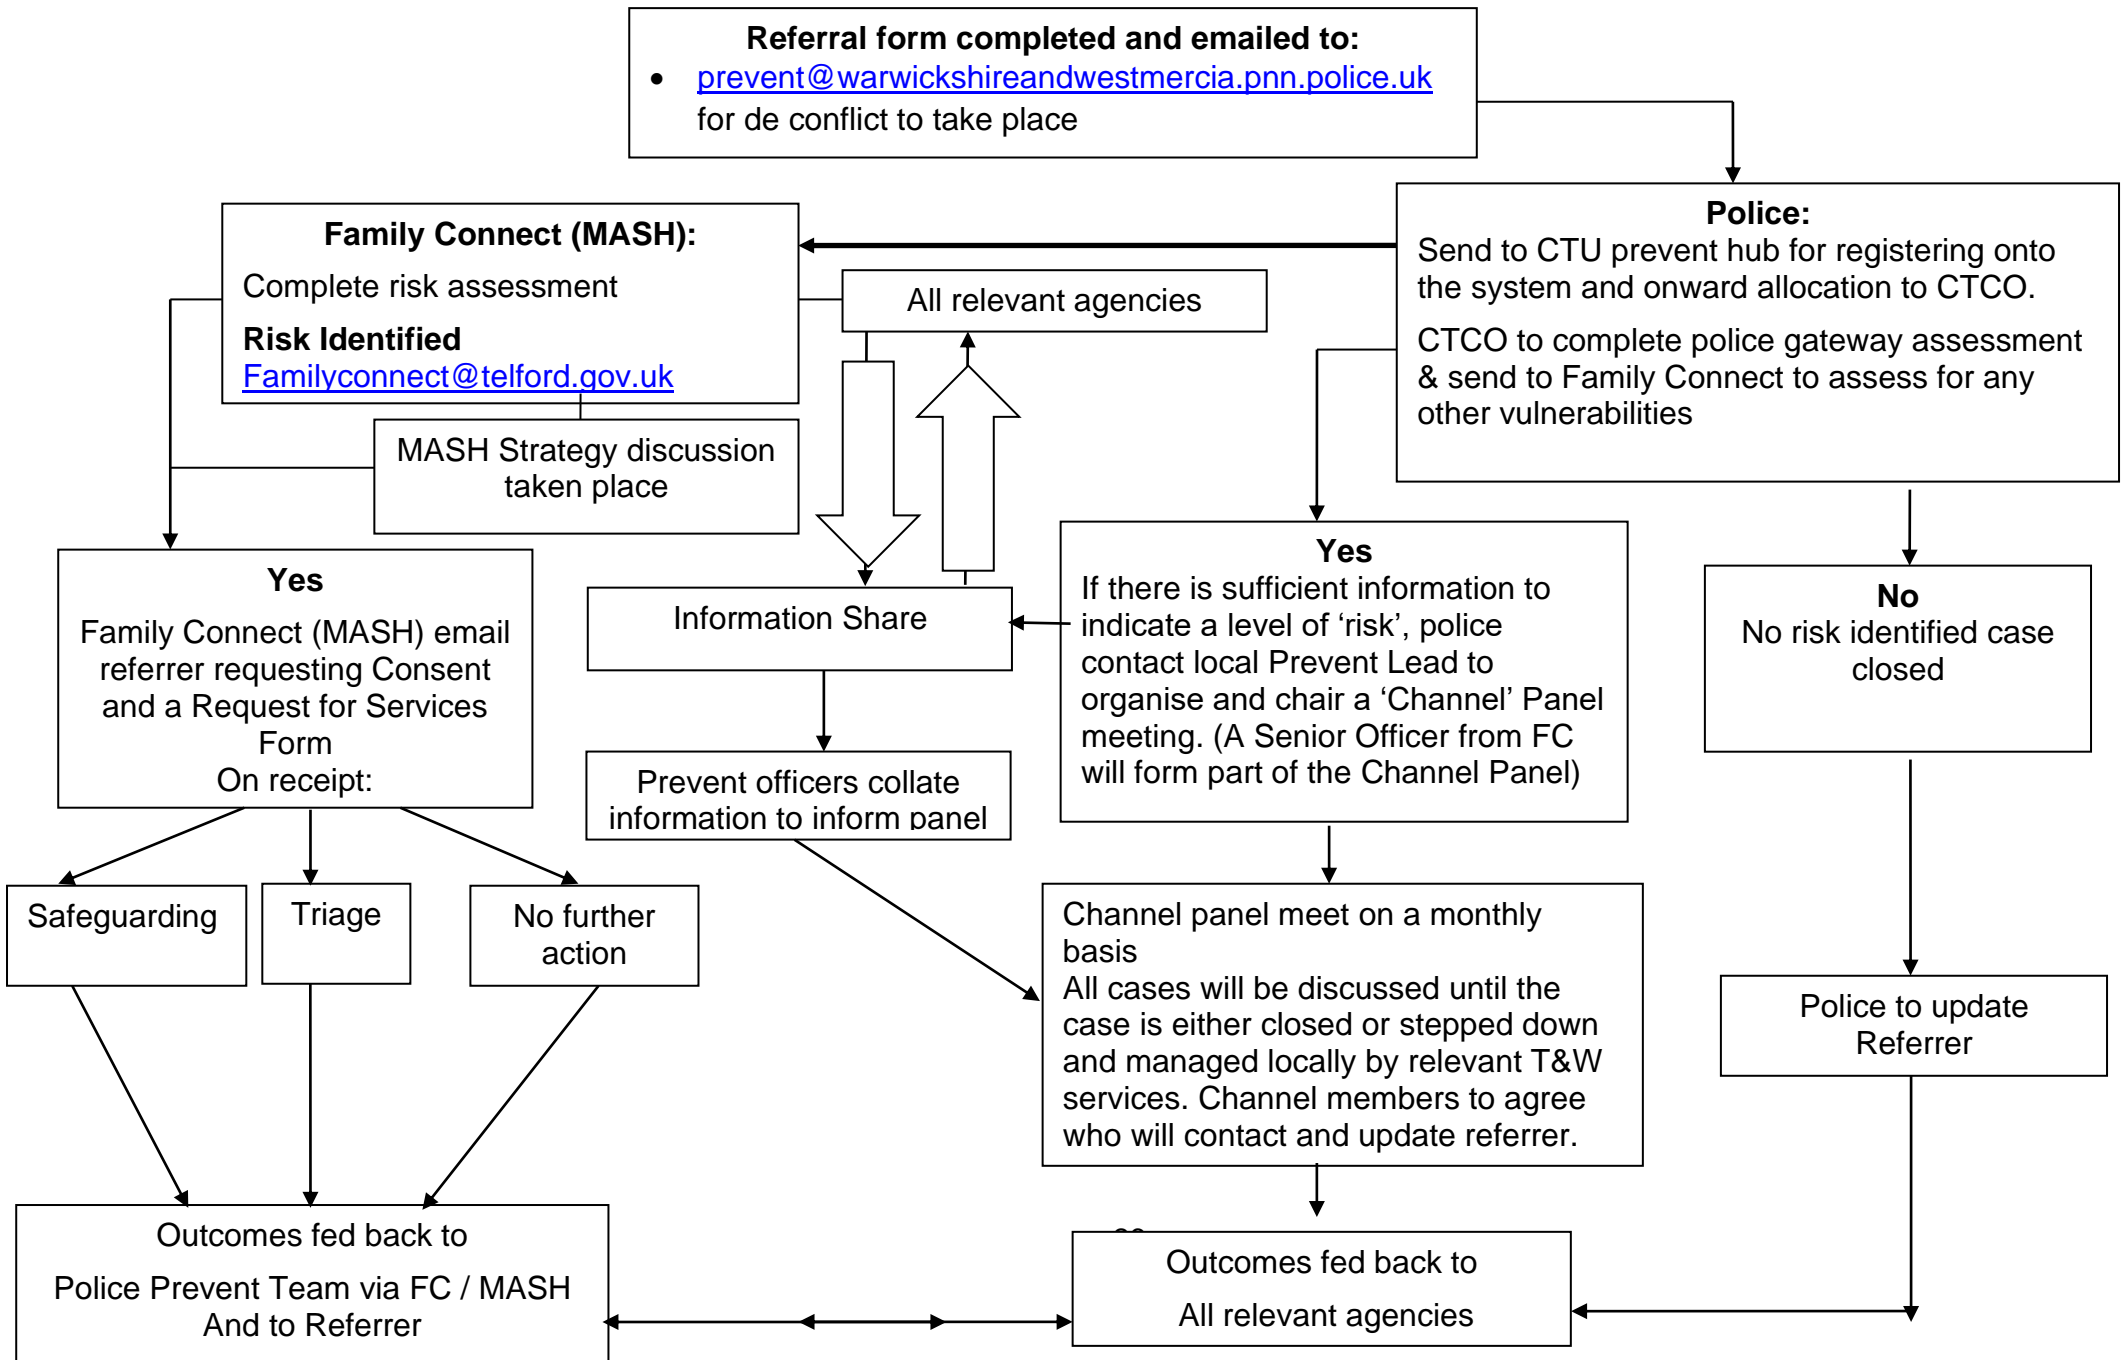 Referral form completed and emailed to:
• prevent@warwickshireandwestmercia.pnn.police.uk
for de conflict to take place
Police:
Send to CTU prevent hub for registering onto
the system and onward allocation to CTCO.
CTCO to complete police gateway assessment
& send to Family Connect to assess for any
other vulnerabilities
Family Connect (MASH):
Complete risk assessment
Risk Identified
Familyconnect@telford.gov.uk
All relevant agencies
MASH Strategy discussion
taken place
Yes
Family Connect (MASH) email
referrer requesting Consent
and a Request for Services
Form
On receipt:
Information Share
Yes
If there is sufficient information to
indicate a level of ‘risk’, police
contact local Prevent Lead to
organise and chair a ‘Channel’ Panel
meeting. (A Senior Officer from FC
will form part of the Channel Panel)
No
No risk identified case
closed
Prevent officers collate
information to inform panel
Safeguarding
Triage
No further
action
Channel panel meet on a monthly
basis
All cases will be discussed until the
case is either closed or stepped down
and managed locally by relevant T&W
services. Channel members to agree
who will contact and update referrer.
Police to update
Referrer
Outcomes fed back to
Police Prevent Team via FC / MASH
And to Referrer
Outcomes fed back to
All relevant agencies